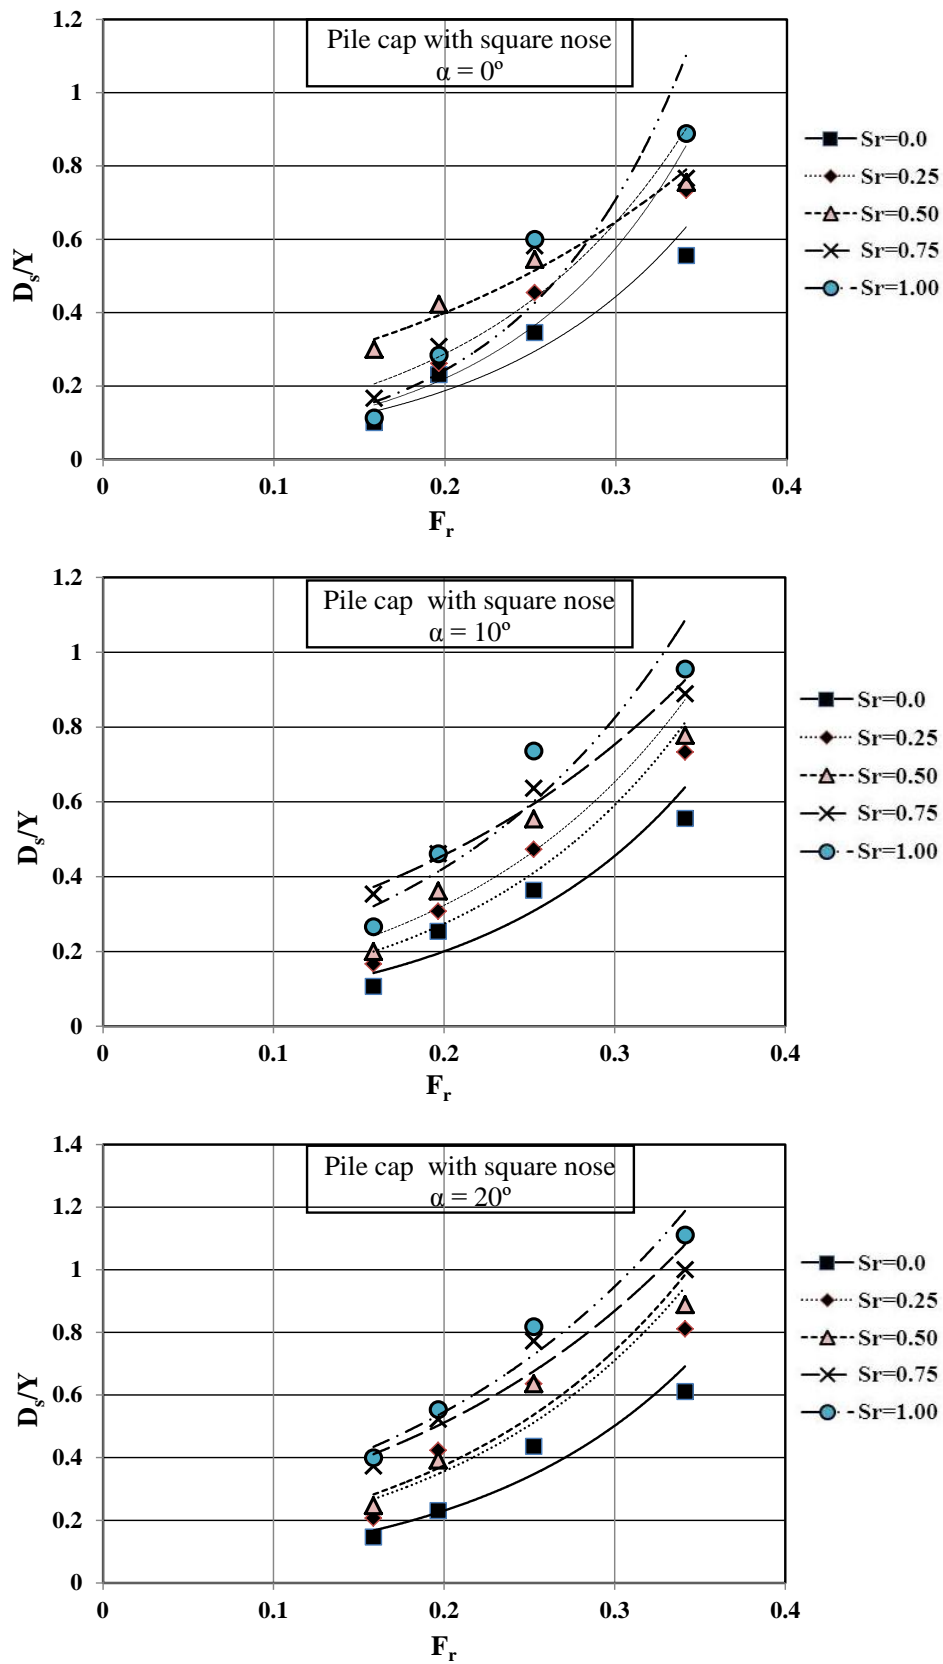 Pile cap with square nose
α = 0º
1.2
1
0.8
0.6
0.4
0.2
0
0
0.1
0.2
0.3
0.4
Ds/Y
Fr
Sr=0.0
Sr=0.25
Sr=0.50
Sr=0.75
Sr=1.00
Pile cap with square nose
α = 10º
1.2
1
0.8
0.6
0.4
0.2
0
0
0.1
0.2
0.3
0.4
Ds/Y
Fr
Sr=0.0
Sr=0.25
Sr=0.50
Sr=0.75
Sr=1.00
Pile cap with square nose
α = 20º
1.4
1.2
1
0.8
0.6
0.4
0.2
0
0
0.1
0.2
0.3
0.4
Ds/Y
Fr
Sr=0.0
Sr=0.25
Sr=0.50
Sr=0.75
Sr=1.00